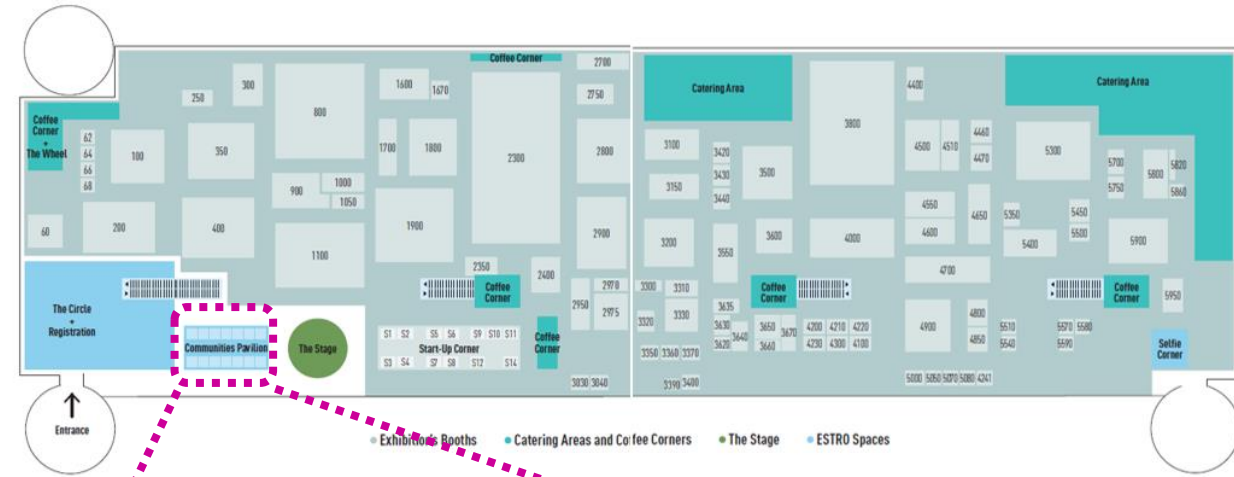 Coffee Corner
2700
300
1600
1670
250
2750
800
Catering Area
4400
Catering Area
Coffee
Corner
+
The Wheel
62
64
66
68
100
350
1700
1800
2300
2800
3100
3420
3430
3440
3500
3800
4500
4510
4460
4470
5300
5700
5750
5800
5820
5860
900
1000
1050
3150
60
200
400
1900
2900
3200
3550
3600
4000
4550
4600
4650
5350
5400
5450
5500
5900
1100
2350
2400
4700
Coffee
Corner
2950
2970
2975
3300
3310
3320
3330
Coffee
Corner
Coffee
Corner
5950
The Circle
+
Registration
Communities Pavilion
The Stage
S1 S2 S5 S6 S9 S10 S11
Start-Up Corner
S3 S4 S7 S8 S12 S14
Coffee
Corner
3635
3630
3620
3640
3650
3660
3670
4200 4210 4220
4230 4300 4100
4900
4800
4850
5510
5540
5570 5580
5590
Selfie
Corner
3350 3360 3370
3030 3040
3390 3400
5000 5050 5070 5080 4241
Entrance
Exhibition's Booths
Catering Areas and Coffee Corners
The Stage
ESTRO Spaces